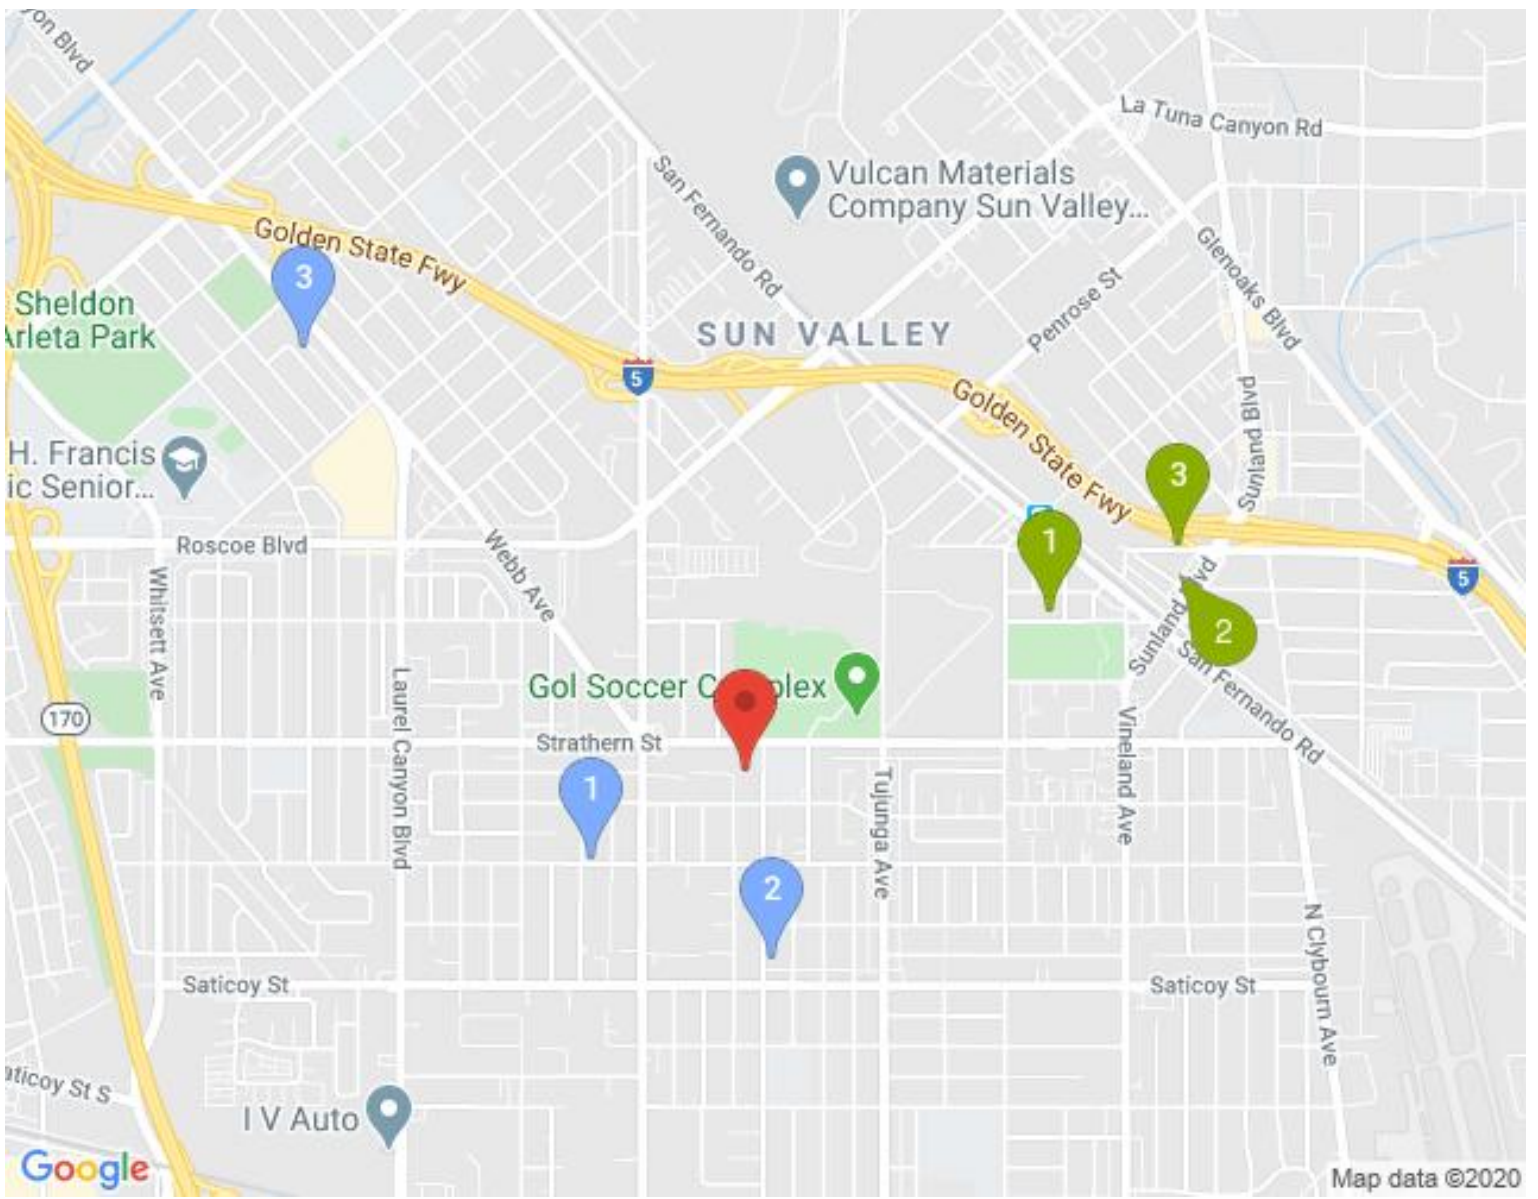 yon Blvd
La Tuna Canyon Rd
San Fernando Rd
Vulcan Materials
Company Sun Valley...
Golden State Fwy
Glenoaks Blvd
3
Sheldon
Arleta Park
Penrose St
SUN VALLEY
5
Golden State Fwy
Sunland Blvd
H. Francis
ic Senior...
3
Roscoe Blvd
Webb Ave
1
5
Whitsett Ave
Sunland Blvd
2
San Fernando Rd
Gol Soccer C plex
Laurel Canyon Blvd
170
Strathern St
Vineland Ave
Tujunga Ave
1
2
N Clybourn Ave
Saticoy St
Saticoy St
aticoy St S
I V Auto
Google
Map data ©2020